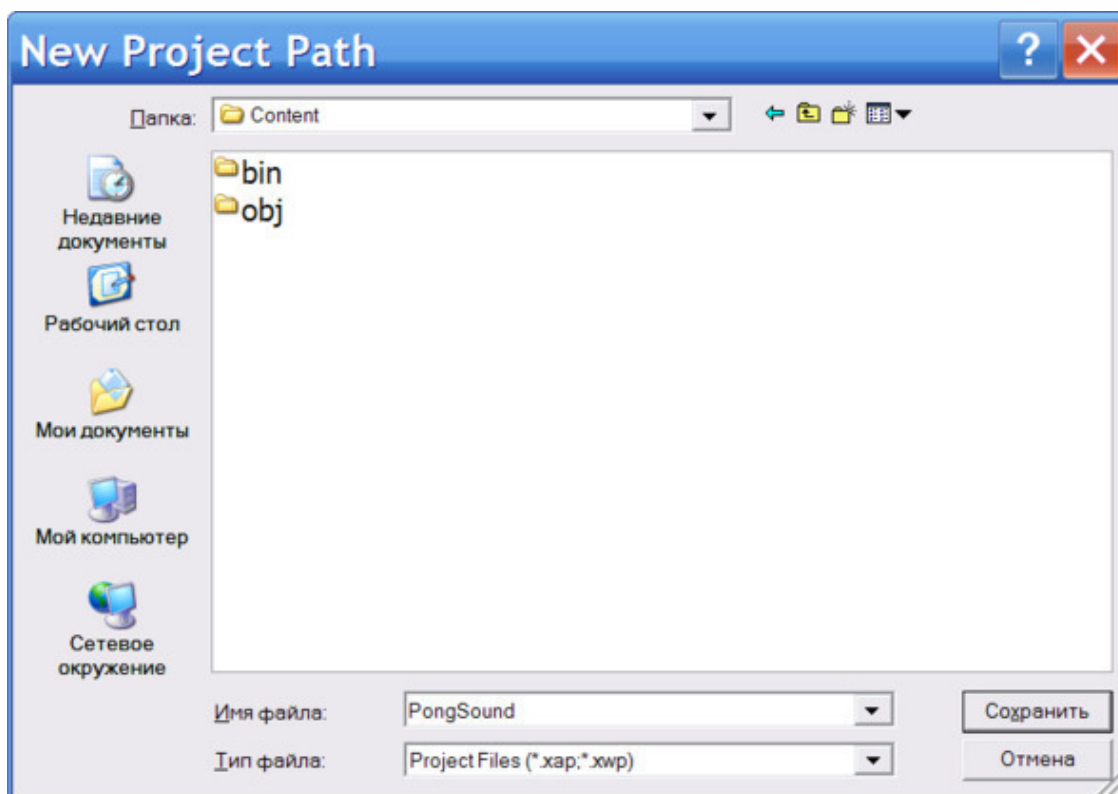 New Project Path
Папка: Content
bin
obj
Недавние
документы
Рабочий стол
Мои документы
Мой компьютер
Сетевое
окружение
Имя файла: PongSound Сохранить
Тип файла: Project Files (*.xap;*.xwp) Отмена